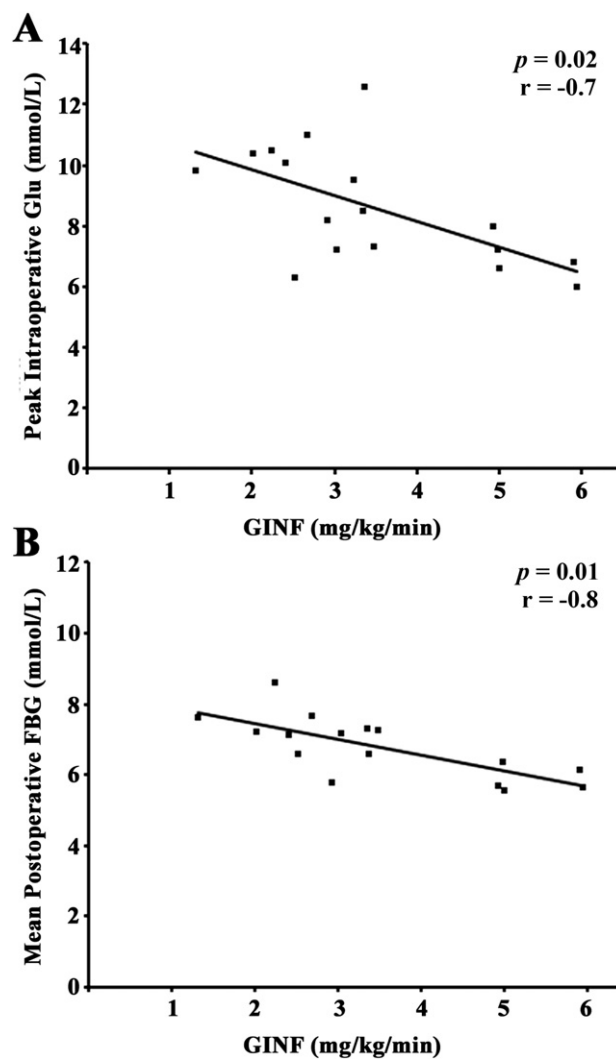 A
p = 0.02
r = -0.7
Peak Intraoperative Glu (mmol/L)
14
12
10
8
6
4
2
0
1 2 3 4 5 6
GINF (mg/kg/min)
B
p = 0.01
r = -0.8
Mean Postoperative FBG (mmol/L)
12
10
8
6
4
2
0
1 2 3 4 5 6
GINF (mg/kg/min)